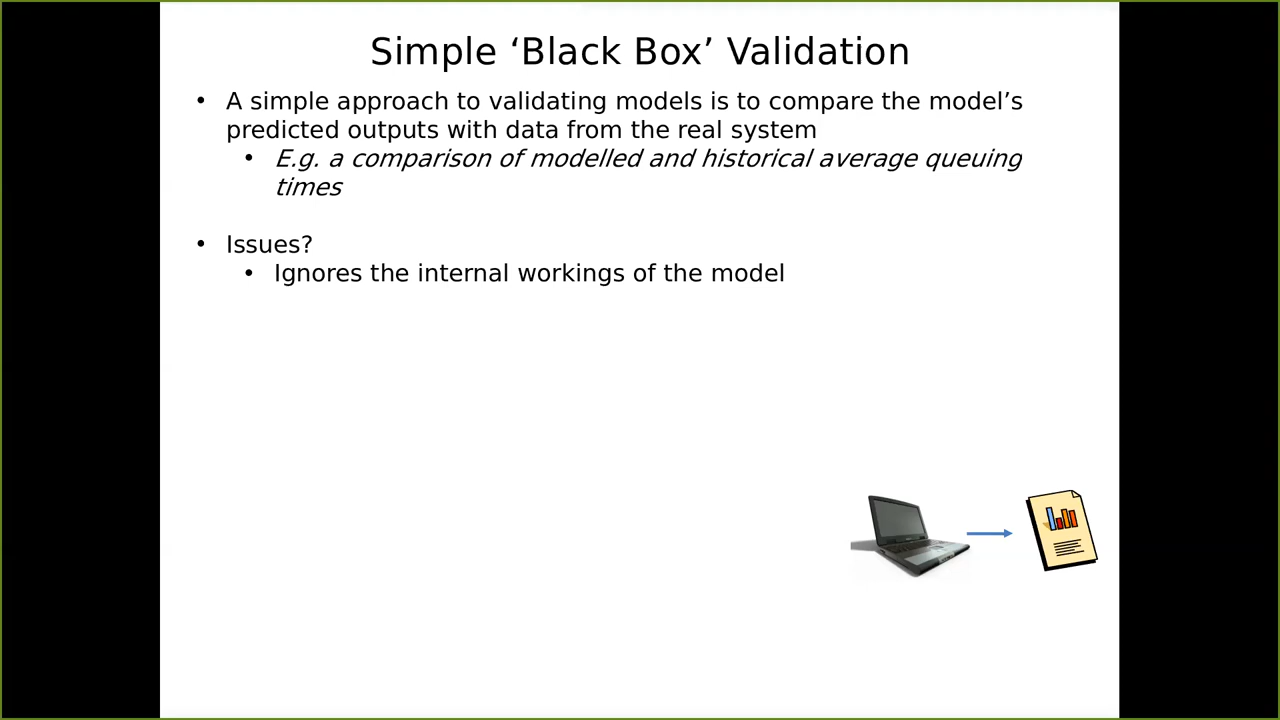 Simple ‘Black Box’ Validation
• A simple approach to validating models is to compare the model’s
predicted outputs with data from the real system
• E.g. a comparison of modelled and historical average queuing
times
• Issues?
• Ignores the internal workings of the model